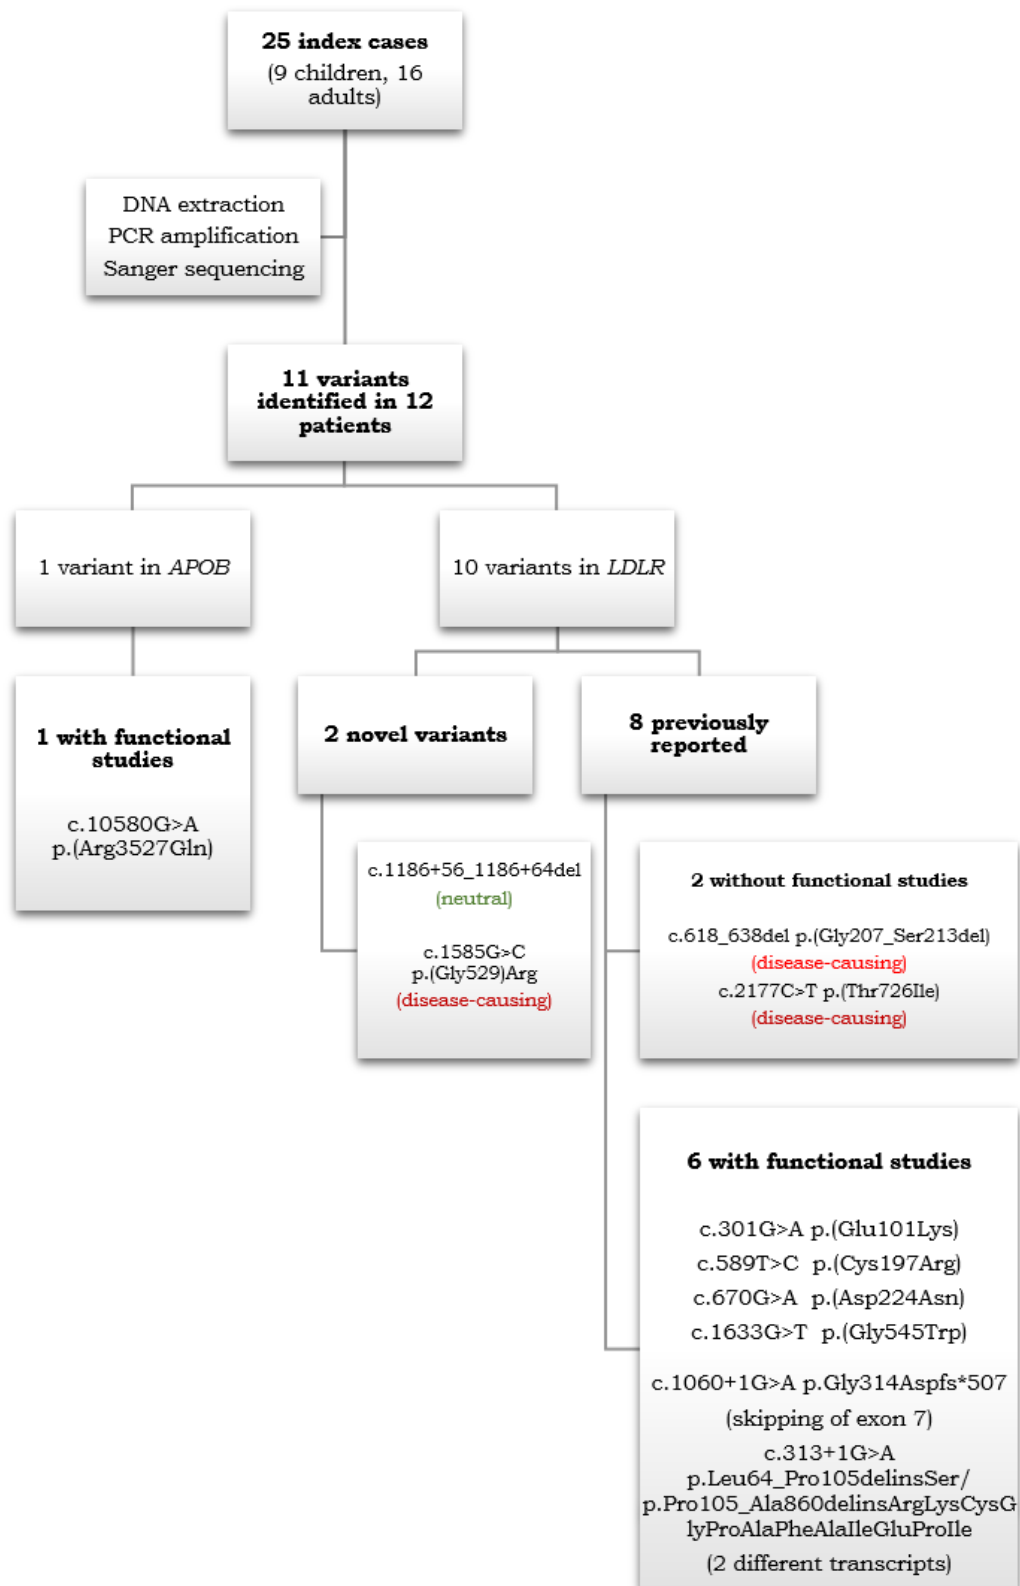 25 index cases
(9 children, 16
adults)
DNA extraction
PCR amplification
Sanger sequencing
11 variants
identified in 12
patients
1 variant in APOB
10 variants in LDLR
1 with functional
studies
c.10580G>A
p.(Arg3527Gln)
2 novel variants
8 previously
reported
c.1186+56_1186+64del
(neutral)
c.1585G>C
p.(Gly529)Arg
(disease-causing)
2 without functional studies
c.618_638del p.(Gly207_Ser213del)
(disease-causing)
c.2177C>T p.(Thr726Ile)
(disease-causing)
6 with functional studies
c.301G>A p.(Glu101Lys)
c.589T>C p.(Cys197Arg)
c.670G>A p.(Asp224Asn)
c.1633G>T p.(Gly545Trp)
c.1060+1G>A p.Gly314Aspfs*507
(skipping of exon 7)
c.313+1G>A
p.Leu64_Pro105delinsSer/
p.Pro105_Ala860delinsArgLysCysG
lyProAlaPheAlaIleGluProIle
(2 different transcripts)